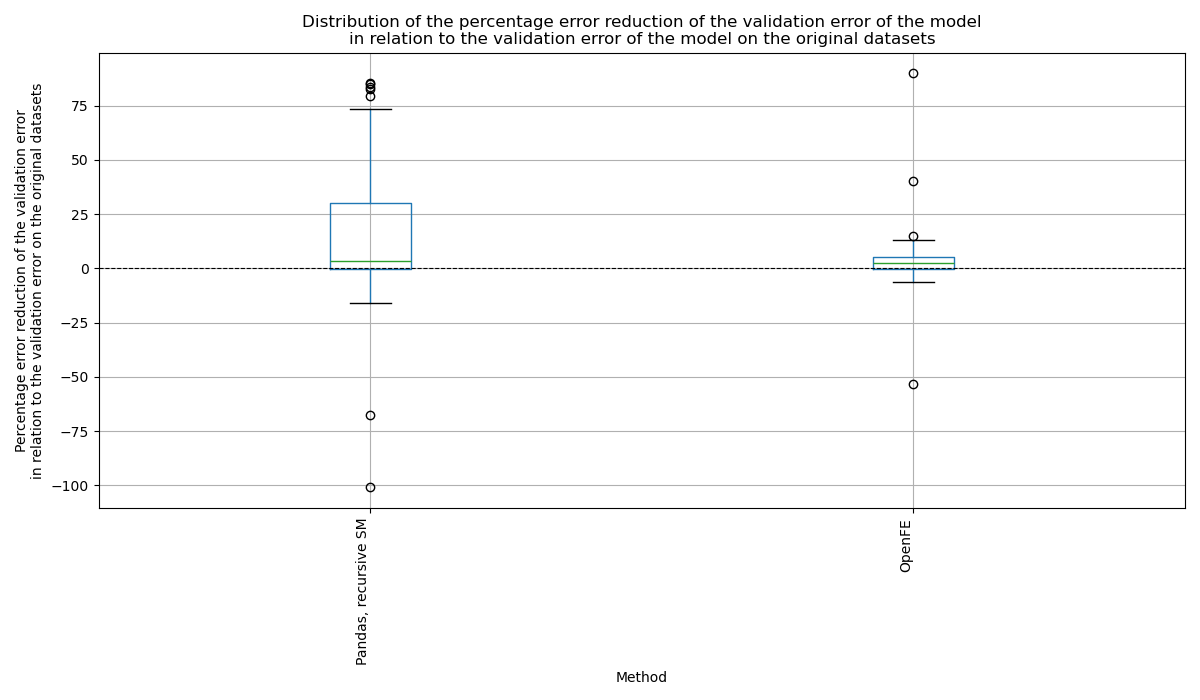 Distribution of the percentage error reduction of the validation error of the model
in relation to the validation error of the model on the original datasets
Percentage error reduction of the validation error
in relation to the validation error on the original datasets
75
50
25
0
−25
−50
−75
−100
Pandas, recursive SM
OpenFE
Method